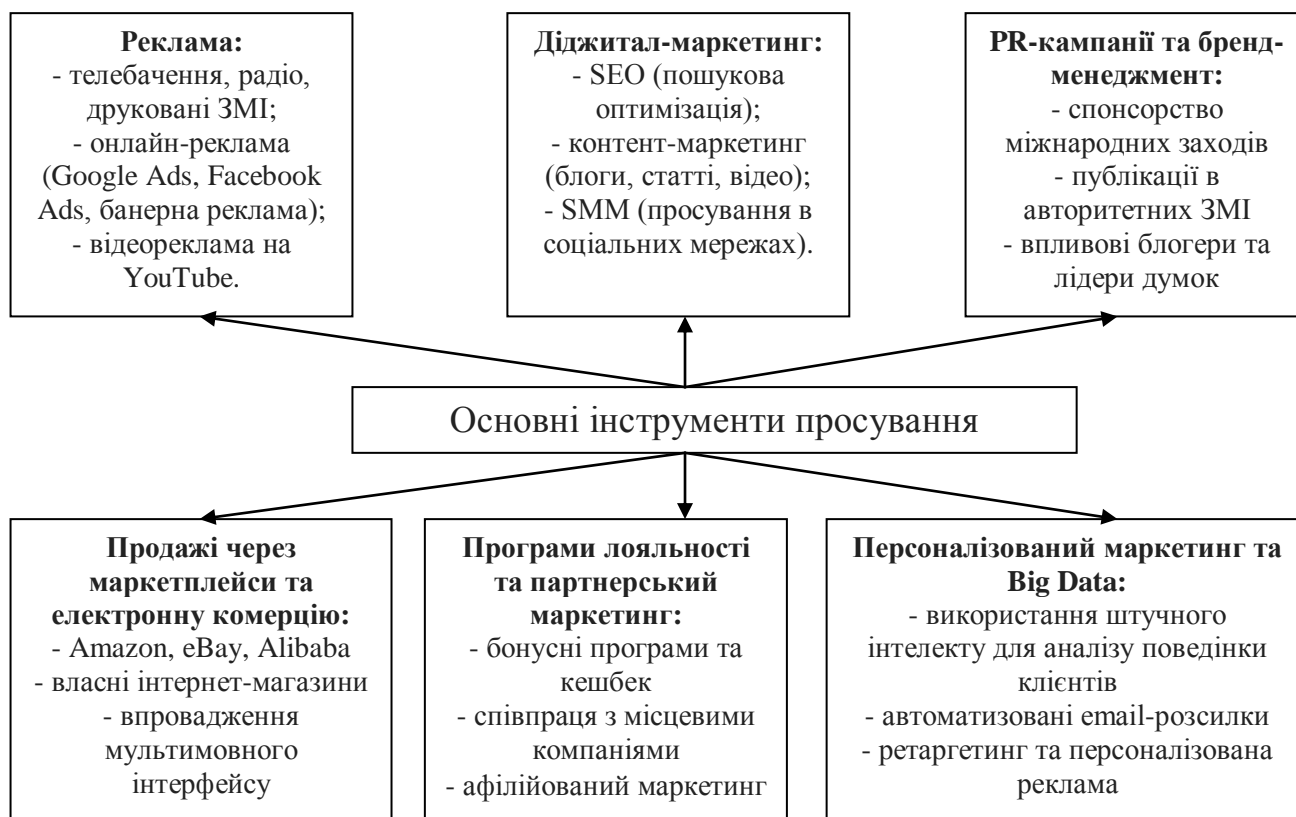 Реклама:
- телебачення, радіо,
друковані ЗМІ;
- онлайн-реклама
(Google Ads, Facebook
Ads, банерна реклама);
- відеореклама на
YouTube.
Діджитал-маркетинг:
- SEO (пошукова
оптимізація);
- контент-маркетинг
(блоги, статті, відео);
- SMM (просування в
соціальних мережах).
PR-кампанії та бренд-
менеджмент:
- спонсорство
міжнародних заходів
- публікації в
авторитетних ЗМІ
- впливові блогери та
лідери думок
Основні інструменти просування
Продажі через
маркетплейси та
електронну комерцію:
- Amazon, eBay, Alibaba
- власні інтернет-магазини
- впровадження
мультимовного
інтерфейсу
Програми лояльності
та партнерський
маркетинг:
- бонусні програми та
кешбек
- співпраця з місцевими
компаніями
- афілійований маркетинг
Персоналізований маркетинг та
Big Data:
- використання штучного
інтелекту для аналізу поведінки
клієнтів
- автоматизовані email-розсилки
- ретаргетинг та персоналізована
реклама